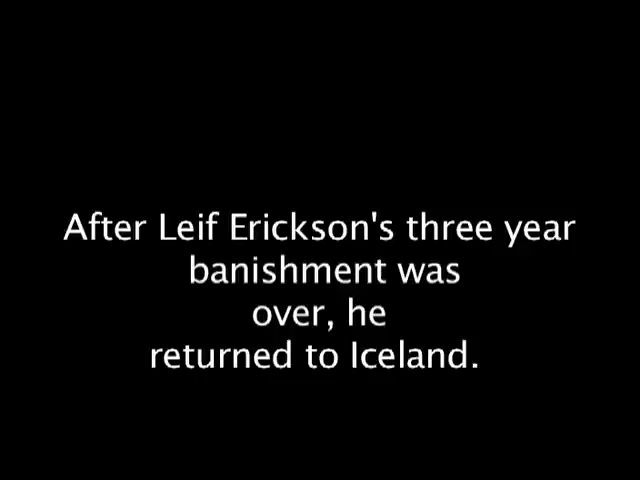 After Leif Erickson's three year
banishment was
over, he
returned to Iceland.